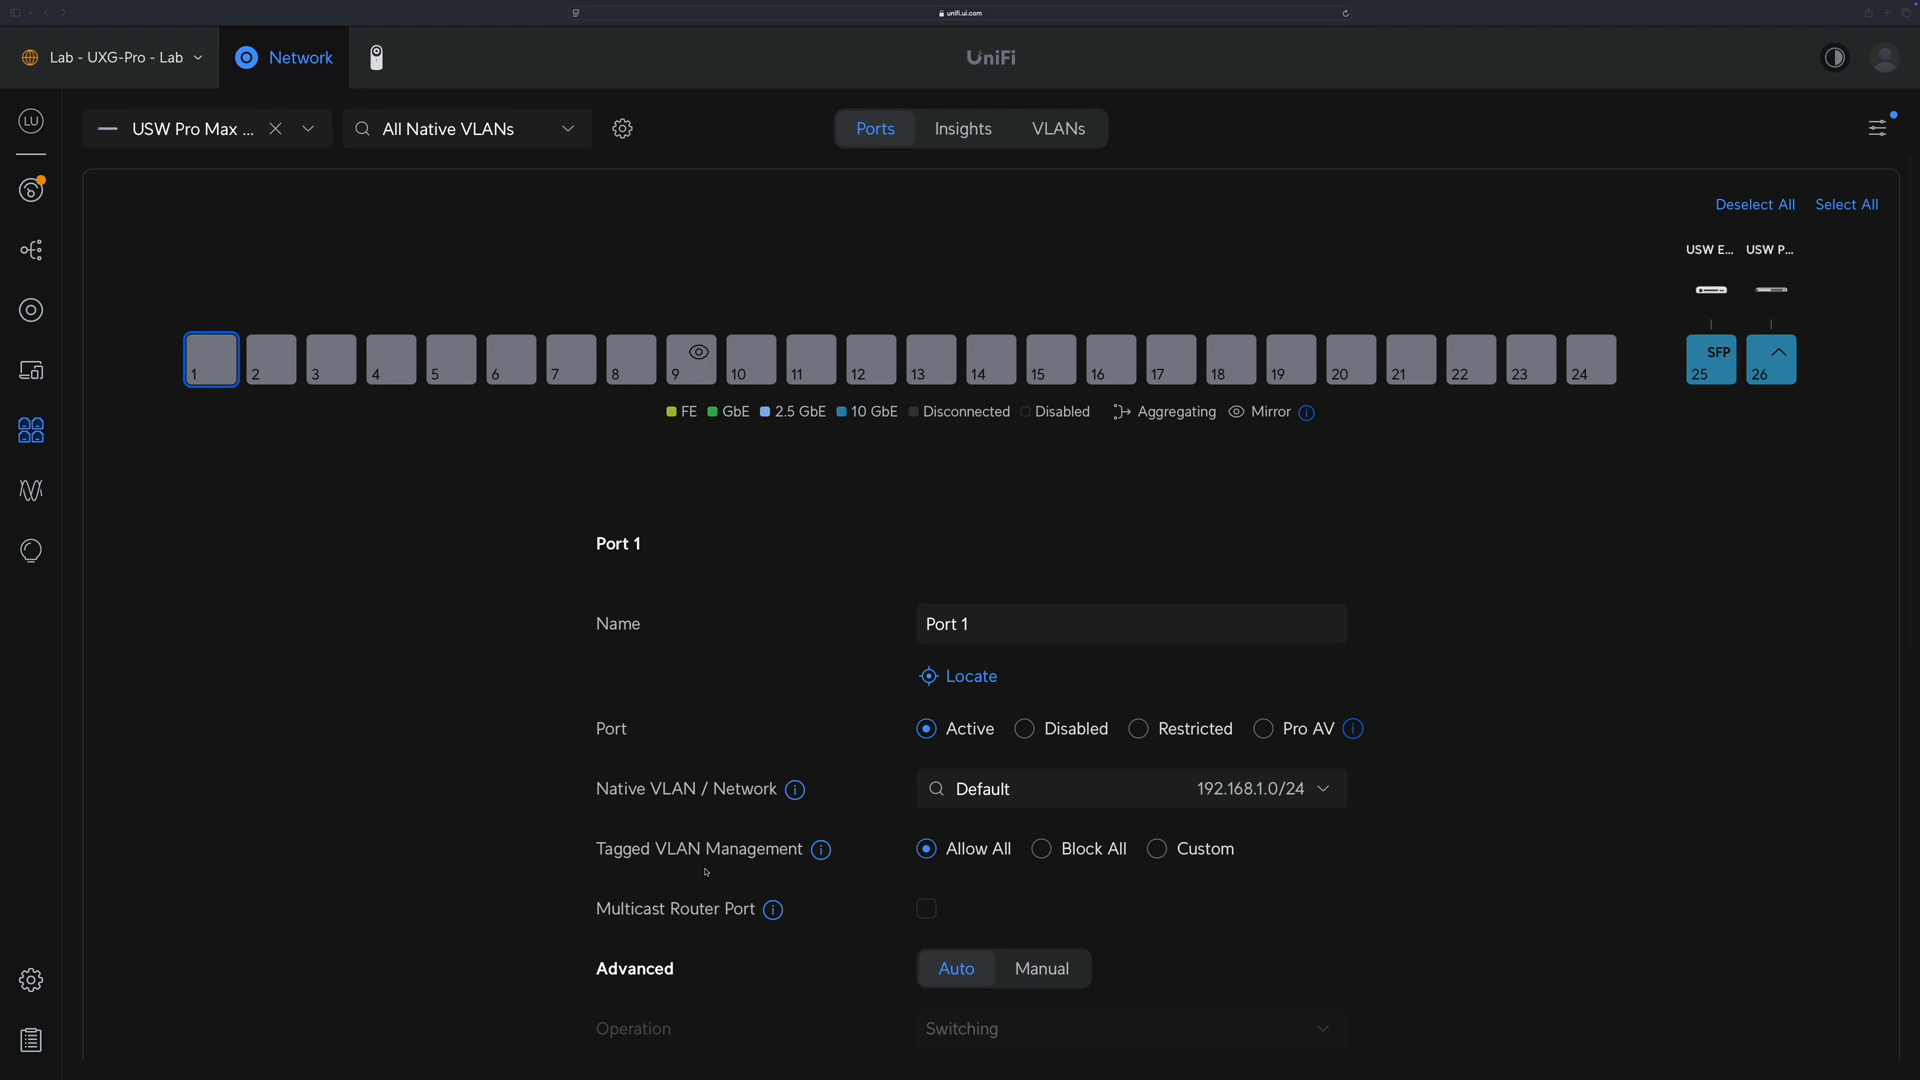 unifi.ui.com
Lab - UXG-Pro - Lab
Network
UniFi
LU
USW Pro Max ...
All Native VLANs
Ports
Insights
VLANs
Deselect All
Select All
USW E...
USW P...
1
2
3
4
5
6
7
8
9
10
11
12
13
14
15
16
17
18
19
20
21
22
23
24
SFP
25
26
FE
GbE
2.5 GbE
10 GbE
Disconnected
Disabled
Aggregating
Mirror
Port 1
Name
Port 1
Locate
Port
Active
Disabled
Restricted
Pro AV
Native VLAN / Network
Default
192.168.1.0/24
Tagged VLAN Management
Allow All
Block All
Custom
Multicast Router Port
Advanced
Auto
Manual
Operation
Switching